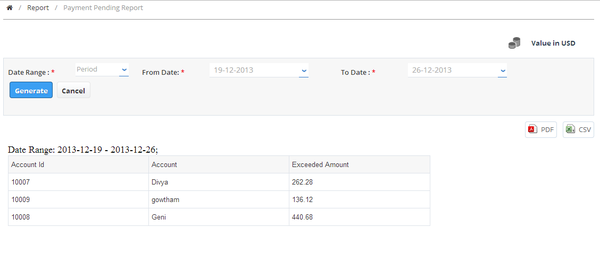 / Report / Payment Pending Report
Value in USD
Date Range : * Period From Date: * 19-12-2013 To Date : * 26-12-2013
Generate Cancel
PDF CSV
Date Range: 2013-12-19 - 2013-12-26;
Account Id Account Exceeded Amount
10007 Divya 262.28
10009 gowtham 136.12
10008 Geni 440.68